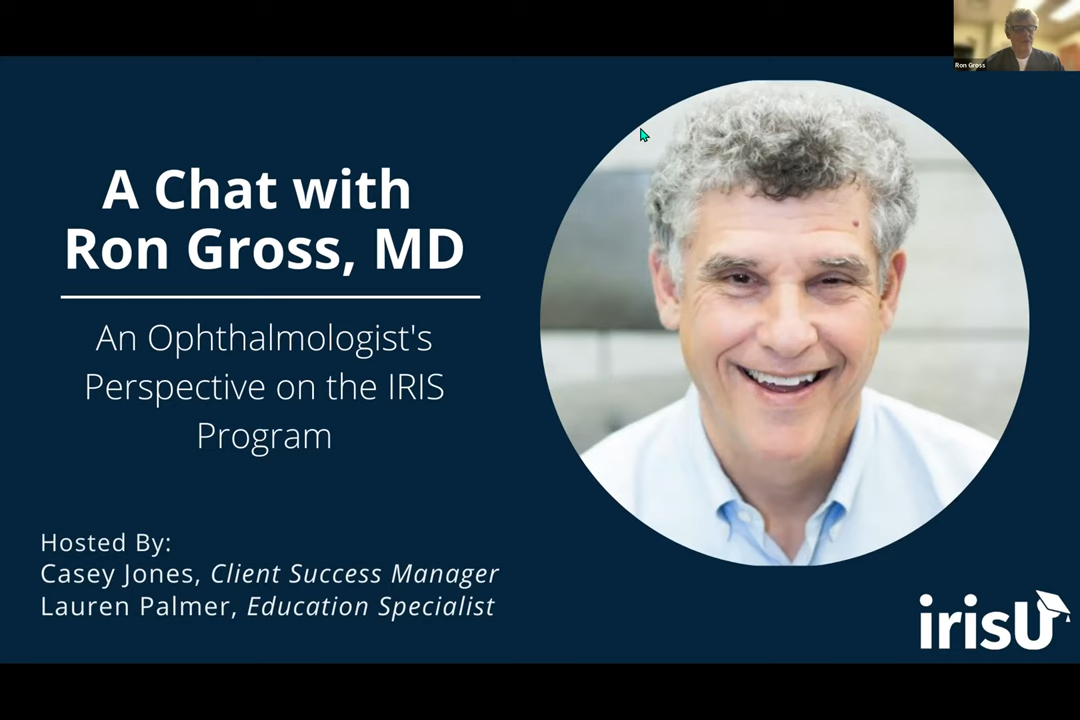 Ron Gross
A Chat with
Ron Gross, MD
An Ophthalmologist's
Perspective on the IRIS
Program
Hosted By:
Casey Jones, Client Success Manager
Lauren Palmer, Education Specialist
irisU